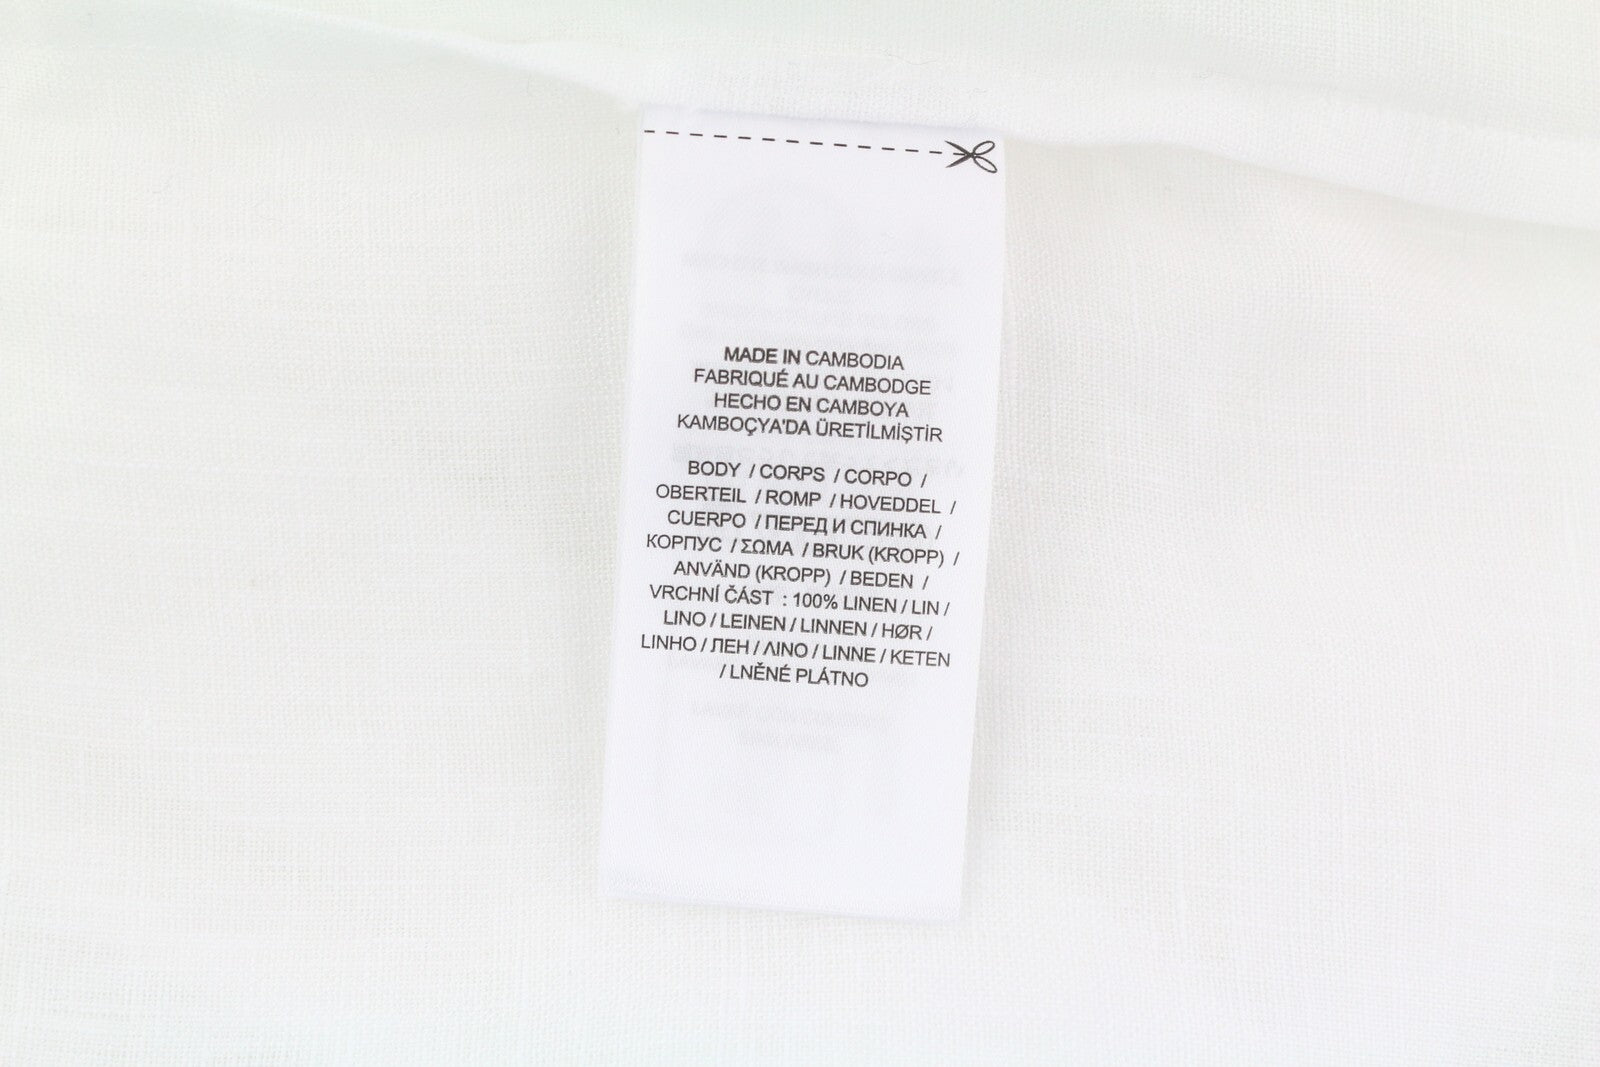 MADE IN CAMBODIA
FABRIQUÉ AU CAMBODGE
HECHO EN CAMBOYA
KAMBOÇYA'DA ÜRETİLMİŞTİR
BODY / CORPS / CORPO /
OBERTEIL / ROMP / HOVEDDEL /
CUERPO / ПЕРЕД И СПИНКА /
КОРПУС / ΣΩΜΑ / BRUK (KROPP) /
ANVÄND (KROPP) / BEDEN /
VRCHNÍ ČÁST : 100% LINEN / LIN /
LINO / LEINEN / LINNEN / HØR /
LINHO / ЛЕН / ΛΙΝΟ / LINNE / KETEN
/ LNĚNÉ PLÁTNO